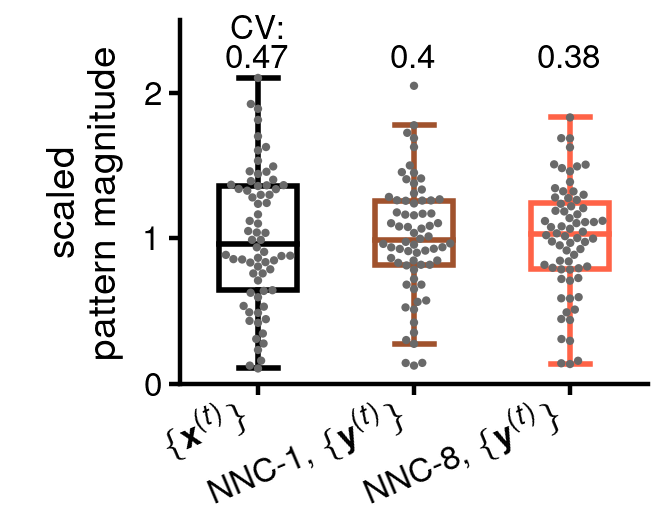 CV:
0.47 0.4 0.38
scaled
pattern magnitude
2
1
0
{𝐱⁽ᵗ⁾}
NNC-1, {𝐲⁽ᵗ⁾}
NNC-8, {𝐲⁽ᵗ⁾}